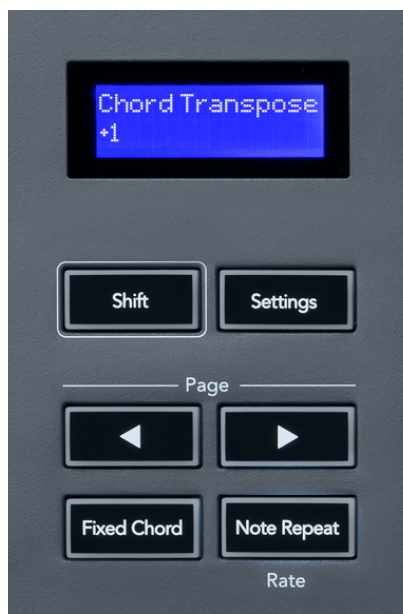 Chord Transpose
+1
Shift Settings
Page
Fixed Chord Note Repeat
Rate